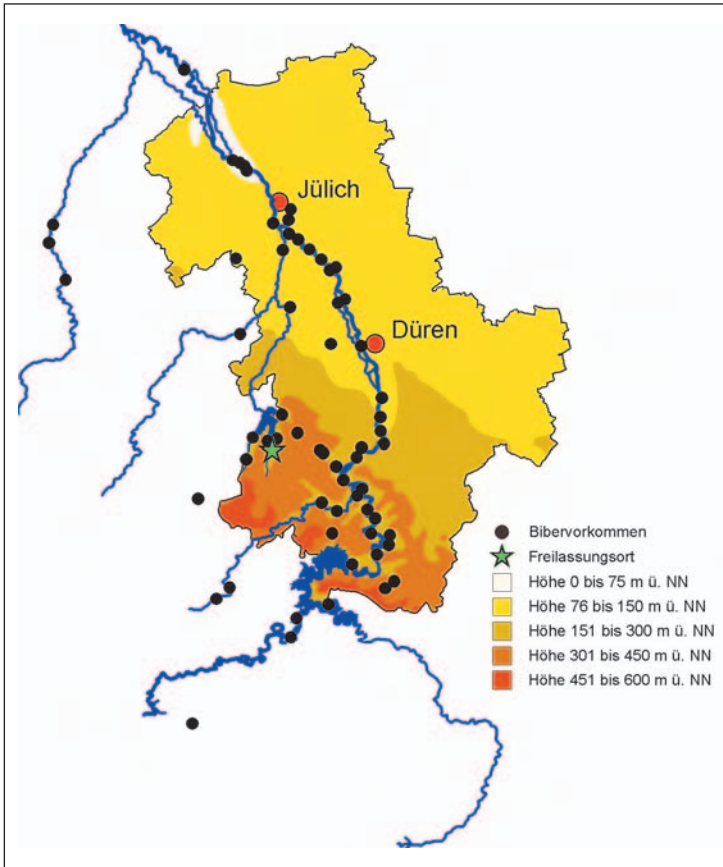 Jülich
Düren
Bibervorkommen
Freilassungsort
Höhe 0 bis 75 m ü. NN
Höhe 76 bis 150 m ü. NN
Höhe 151 bis 300 m ü. NN
Höhe 301 bis 450 m ü. NN
Höhe 451 bis 600 m ü. NN